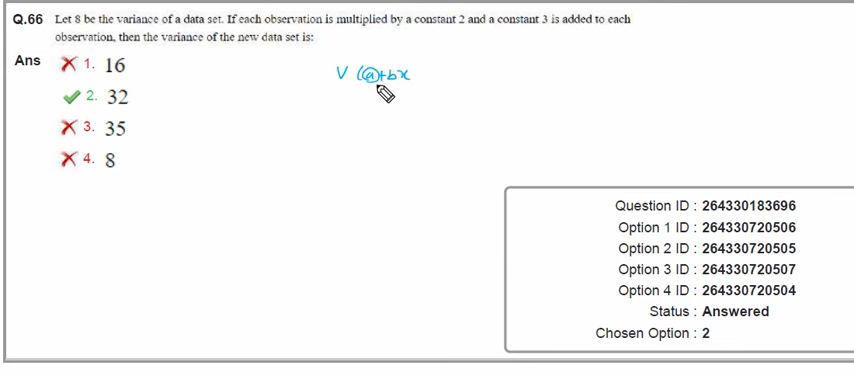 Q.66 Let 8 be the variance of a data set. If each observation is multiplied by a constant 2 and a constant 3 is added to each
observation, then the variance of the new data set is:
Ans 1. 16
V (a+bx
2. 32
3. 35
4. 8
Question ID : 264330183696
Option 1 ID : 264330720506
Option 2 ID : 264330720505
Option 3 ID : 264330720507
Option 4 ID : 264330720504
Status : Answered
Chosen Option : 2